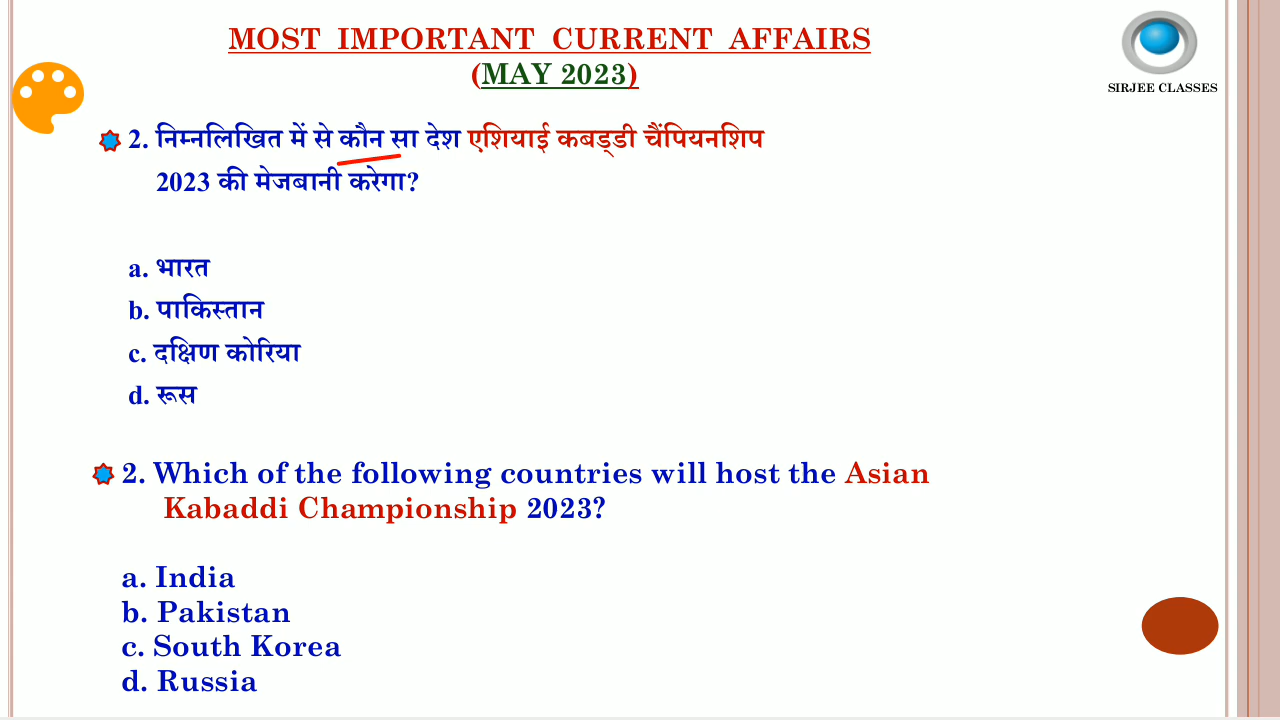 MOST IMPORTANT CURRENT AFFAIRS
(MAY 2023)
SIRJEE CLASSES
2. निम्नलिखित में से कौन सा देश एशियाई कबड्डी चैंपियनशिप
2023 की मेजबानी करेगा?
a. भारत
b. पाकिस्तान
c. दक्षिण कोरिया
d. रूस
2. Which of the following countries will host the Asian
Kabaddi Championship 2023?
a. India
b. Pakistan
c. South Korea
d. Russia